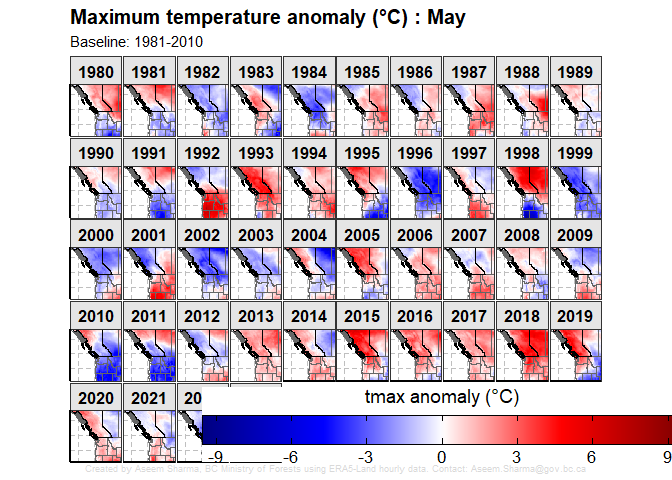 Maximum temperature anomaly (°C) : May
Baseline: 1981-2010
1980 1981 1982 1983 1984 1985 1986 1987 1988 1989
1990 1991 1992 1993 1994 1995 1996 1997 1998 1999
2000 2001 2002 2003 2004 2005 2006 2007 2008 2009
2010 2011 2012 2013 2014 2015 2016 2017 2018 2019
2020 2021 20
tmax anomaly (°C)
-9 -6 -3 0 3 6 9
Created by Aseem Sharma, BC Ministry of Forests using ERA5-Land hourly data. Contact: Aseem.Sharma@gov.bc.ca